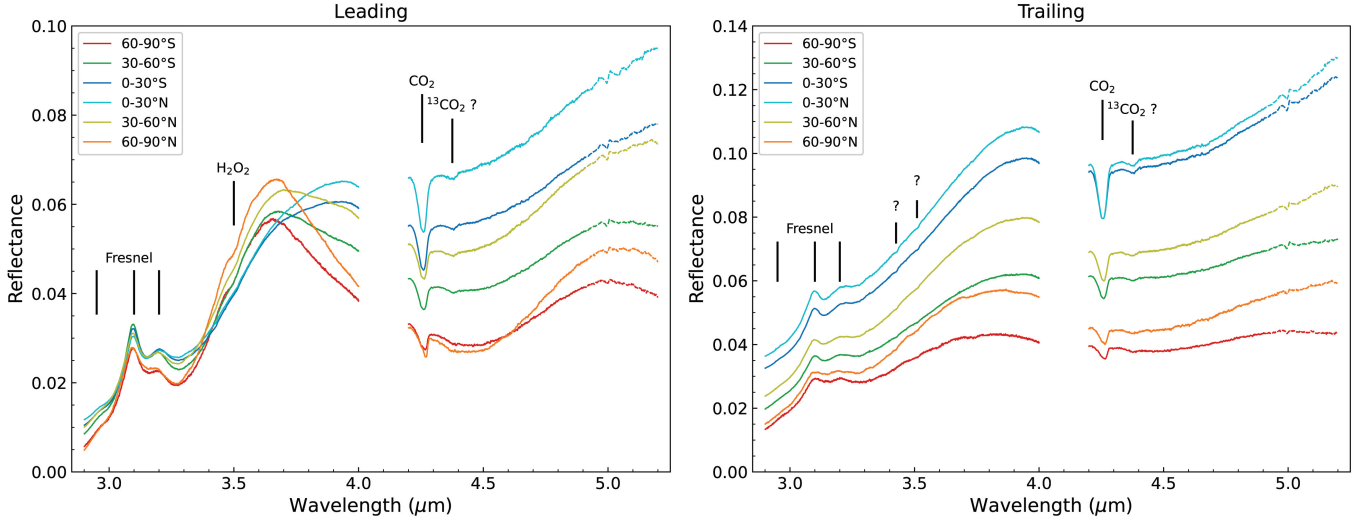 Leading
Reflectance
0.10
0.08
0.06
0.04
0.02
0.00
60-90°S
30-60°S
0-30°S
0-30°N
30-60°N
60-90°N
Fresnel
H₂O₂
CO₂
¹³CO₂ ?
3.0 3.5 4.0 4.5 5.0
Wavelength (μm)
Trailing
Reflectance
0.14
0.12
0.10
0.08
0.06
0.04
0.02
0.00
60-90°S
30-60°S
0-30°S
0-30°N
30-60°N
60-90°N
Fresnel
?
?
CO₂
¹³CO₂ ?
3.0 3.5 4.0 4.5 5.0
Wavelength (μm)